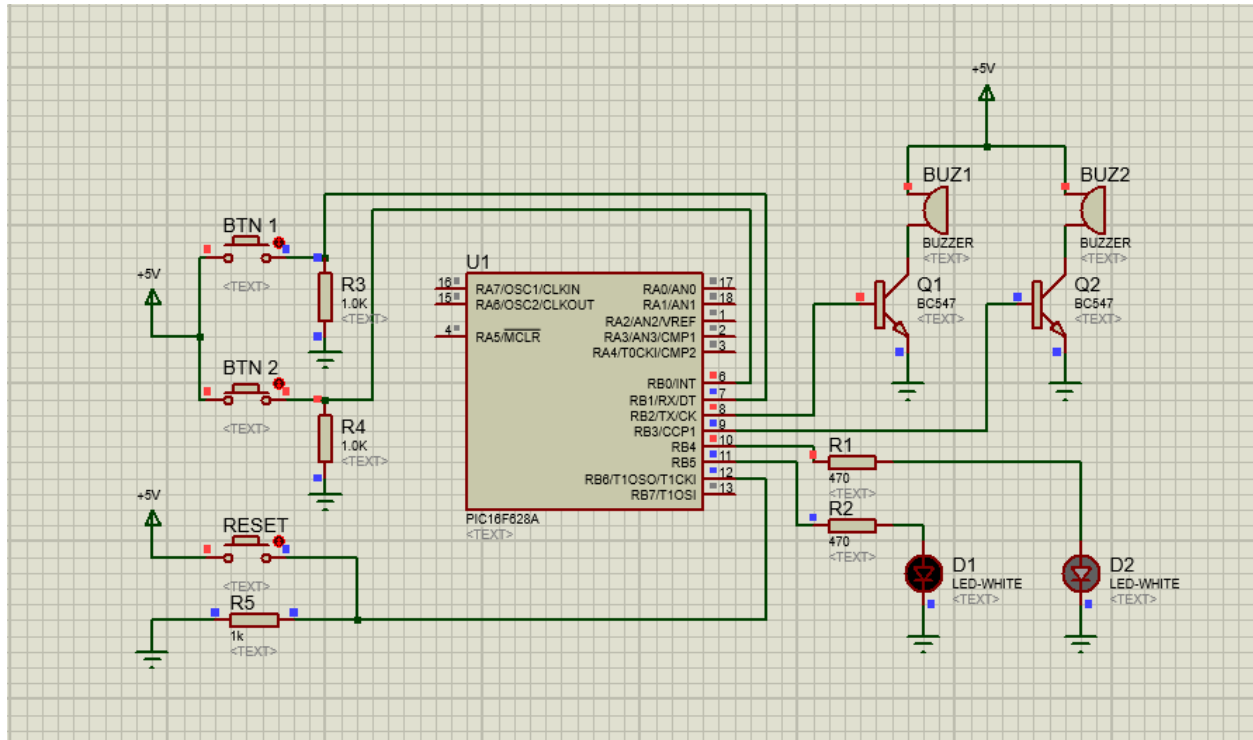 +5V
BUZ1
BUZZER
<TEXT>
BUZ2
BUZZER
<TEXT>
BTN 1
<TEXT>
+5V
R3
1.0K
<TEXT>
BTN 2
<TEXT>
R4
1.0K
<TEXT>
U1
16
RA7/OSC1/CLKIN
15
RA6/OSC2/CLKOUT
4
RA5/MCLR
RA0/AN0
17
RA1/AN1
18
RA2/AN2/VREF
1
RA3/AN3/CMP1
2
RA4/T0CKI/CMP2
3
RB0/INT
6
RB1/RX/DT
7
RB2/TX/CK
8
RB3/CCP1
9
RB4
10
RB5
11
RB6/T1OSO/T1CKI
12
RB7/T1OSI
13
PIC16F628A
<TEXT>
Q1
BC547
<TEXT>
Q2
BC547
<TEXT>
R1
470
<TEXT>
R2
470
<TEXT>
+5V
RESET
<TEXT>
R5
1k
<TEXT>
D1
LED-WHITE
<TEXT>
D2
LED-WHITE
<TEXT>